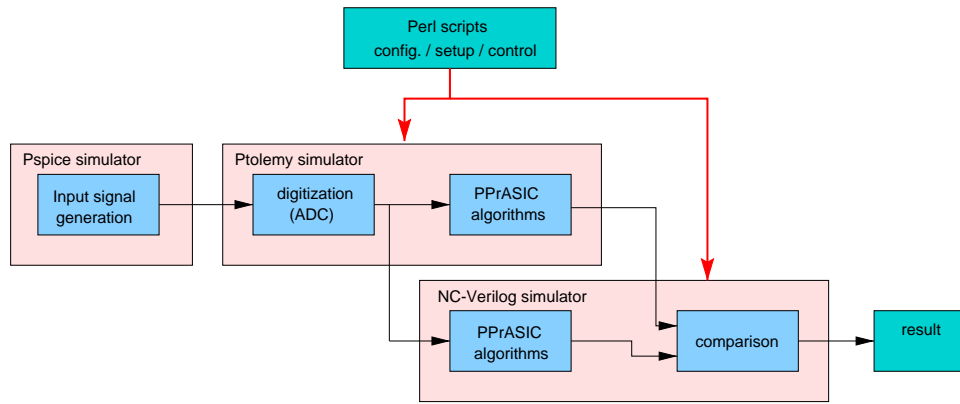 Perl scripts
config. / setup / control
Pspice simulator
Input signal
generation
Ptolemy simulator
digitization
(ADC)
PPrASIC
algorithms
NC-Verilog simulator
PPrASIC
algorithms
comparison
result